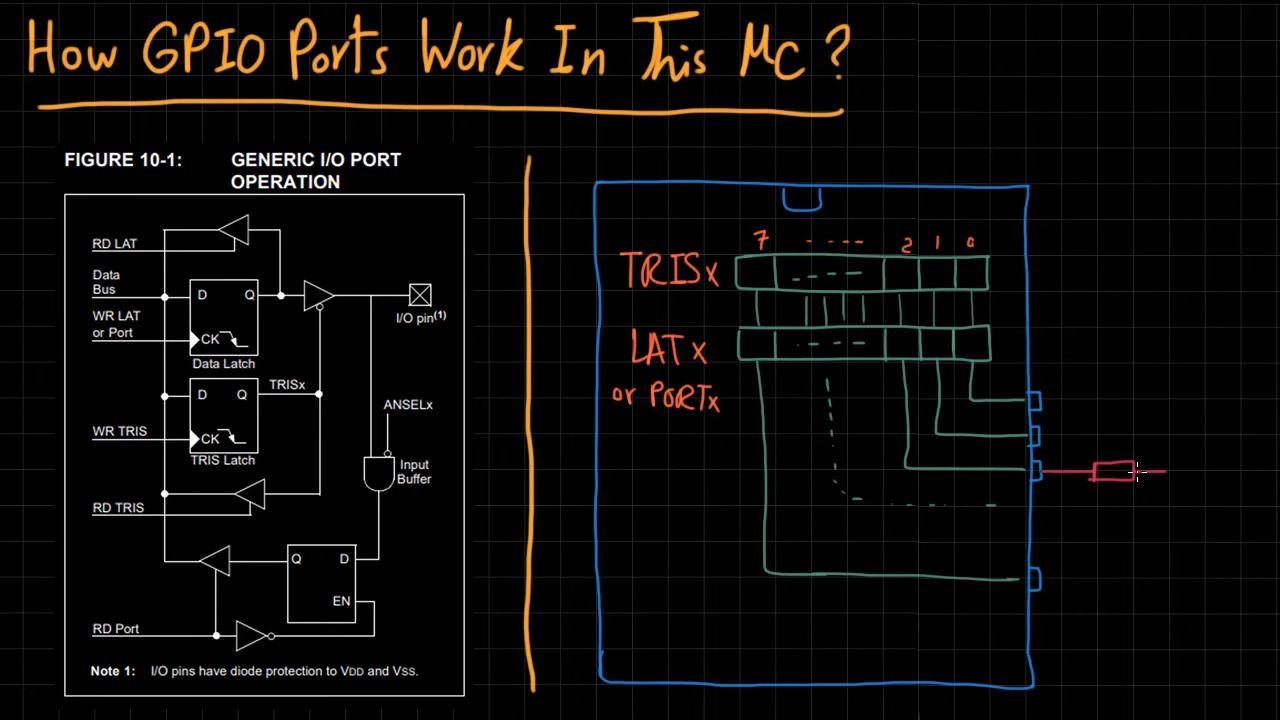 How GPIO Ports Work In This MC ?
FIGURE 10-1: GENERIC I/O PORT
OPERATION
RD LAT
Data
Bus
D Q
I/O pin(1)
WR LAT
or Port
CK
Data Latch
D Q
TRISx
ANSELx
WR TRIS
CK
TRIS Latch
Input
Buffer
RD TRIS
Q D
EN
RD Port
Note 1: I/O pins have diode protection to VDD and VSS.
7 - - - - - 2 1 0
TRISx
- - - -
LATx
- - - -
or PORTx